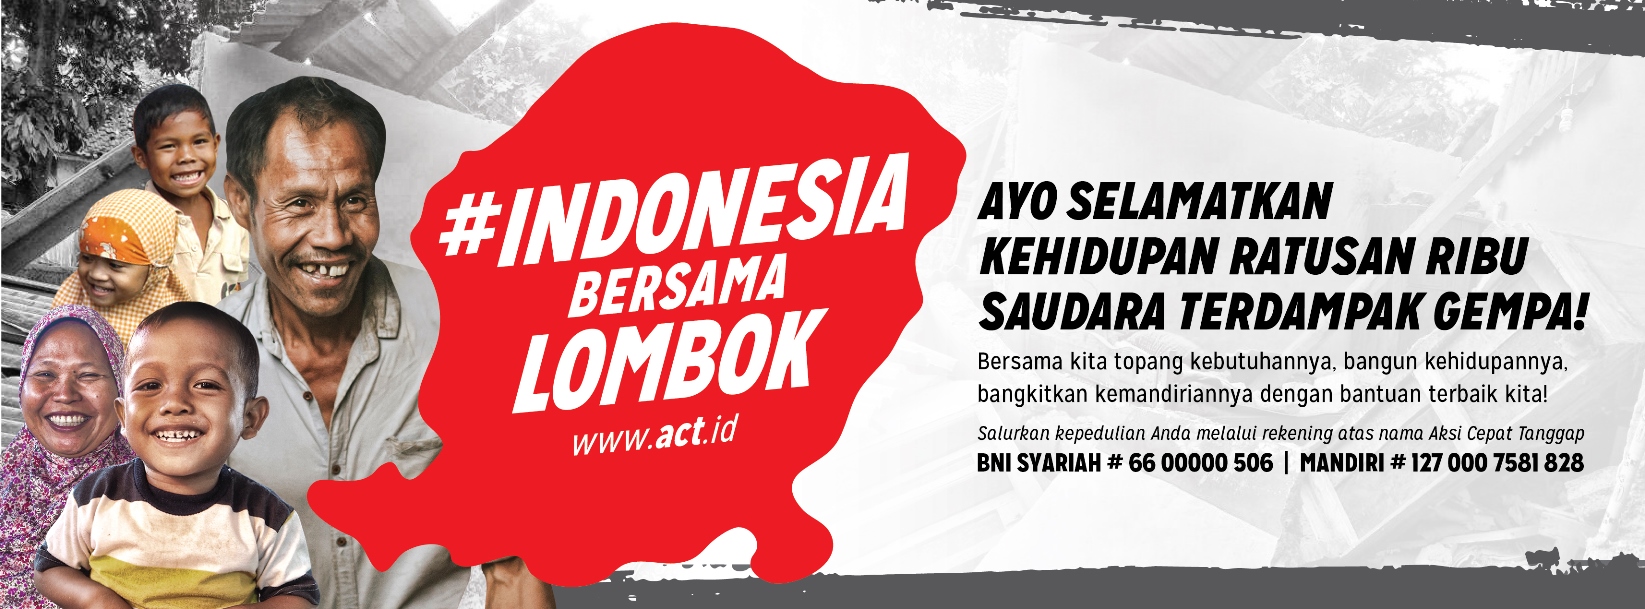 #INDONESIA
BERSAMA
LOMBOK
www.act.id
AYO SELAMATKAN
KEHIDUPAN RATUSAN RIBU
SAUDARA TERDAMPAK GEMPA!
Bersama kita topang kebutuhannya, bangun kehidupannya,
bangkitkan kemandiriannya dengan bantuan terbaik kita!
Salurkan kepedulian Anda melalui rekening atas nama Aksi Cepat Tanggap
BNI SYARIAH # 66 00000 506 | MANDIRI # 127 000 7581 828